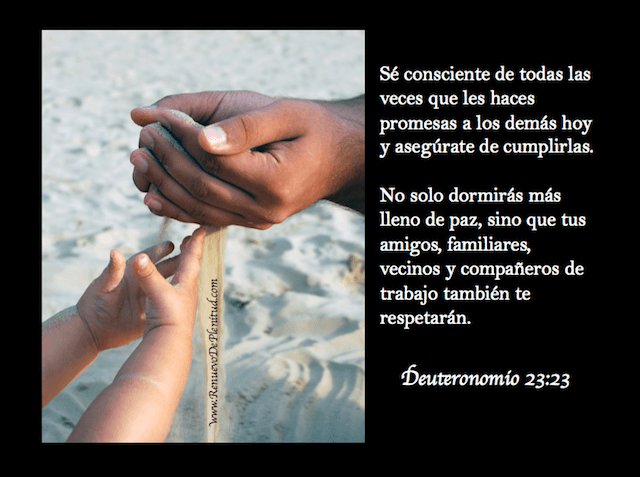 Sé consciente de todas las
veces que les haces
promesas a los demás hoy
y asegúrate de cumplirlas.
No solo dormirás más
lleno de paz, sino que tus
amigos, familiares,
vecinos y compañeros de
trabajo también te
respetarán.
Deuteronomio 23:23
www.RenuevoDePlenitud.com